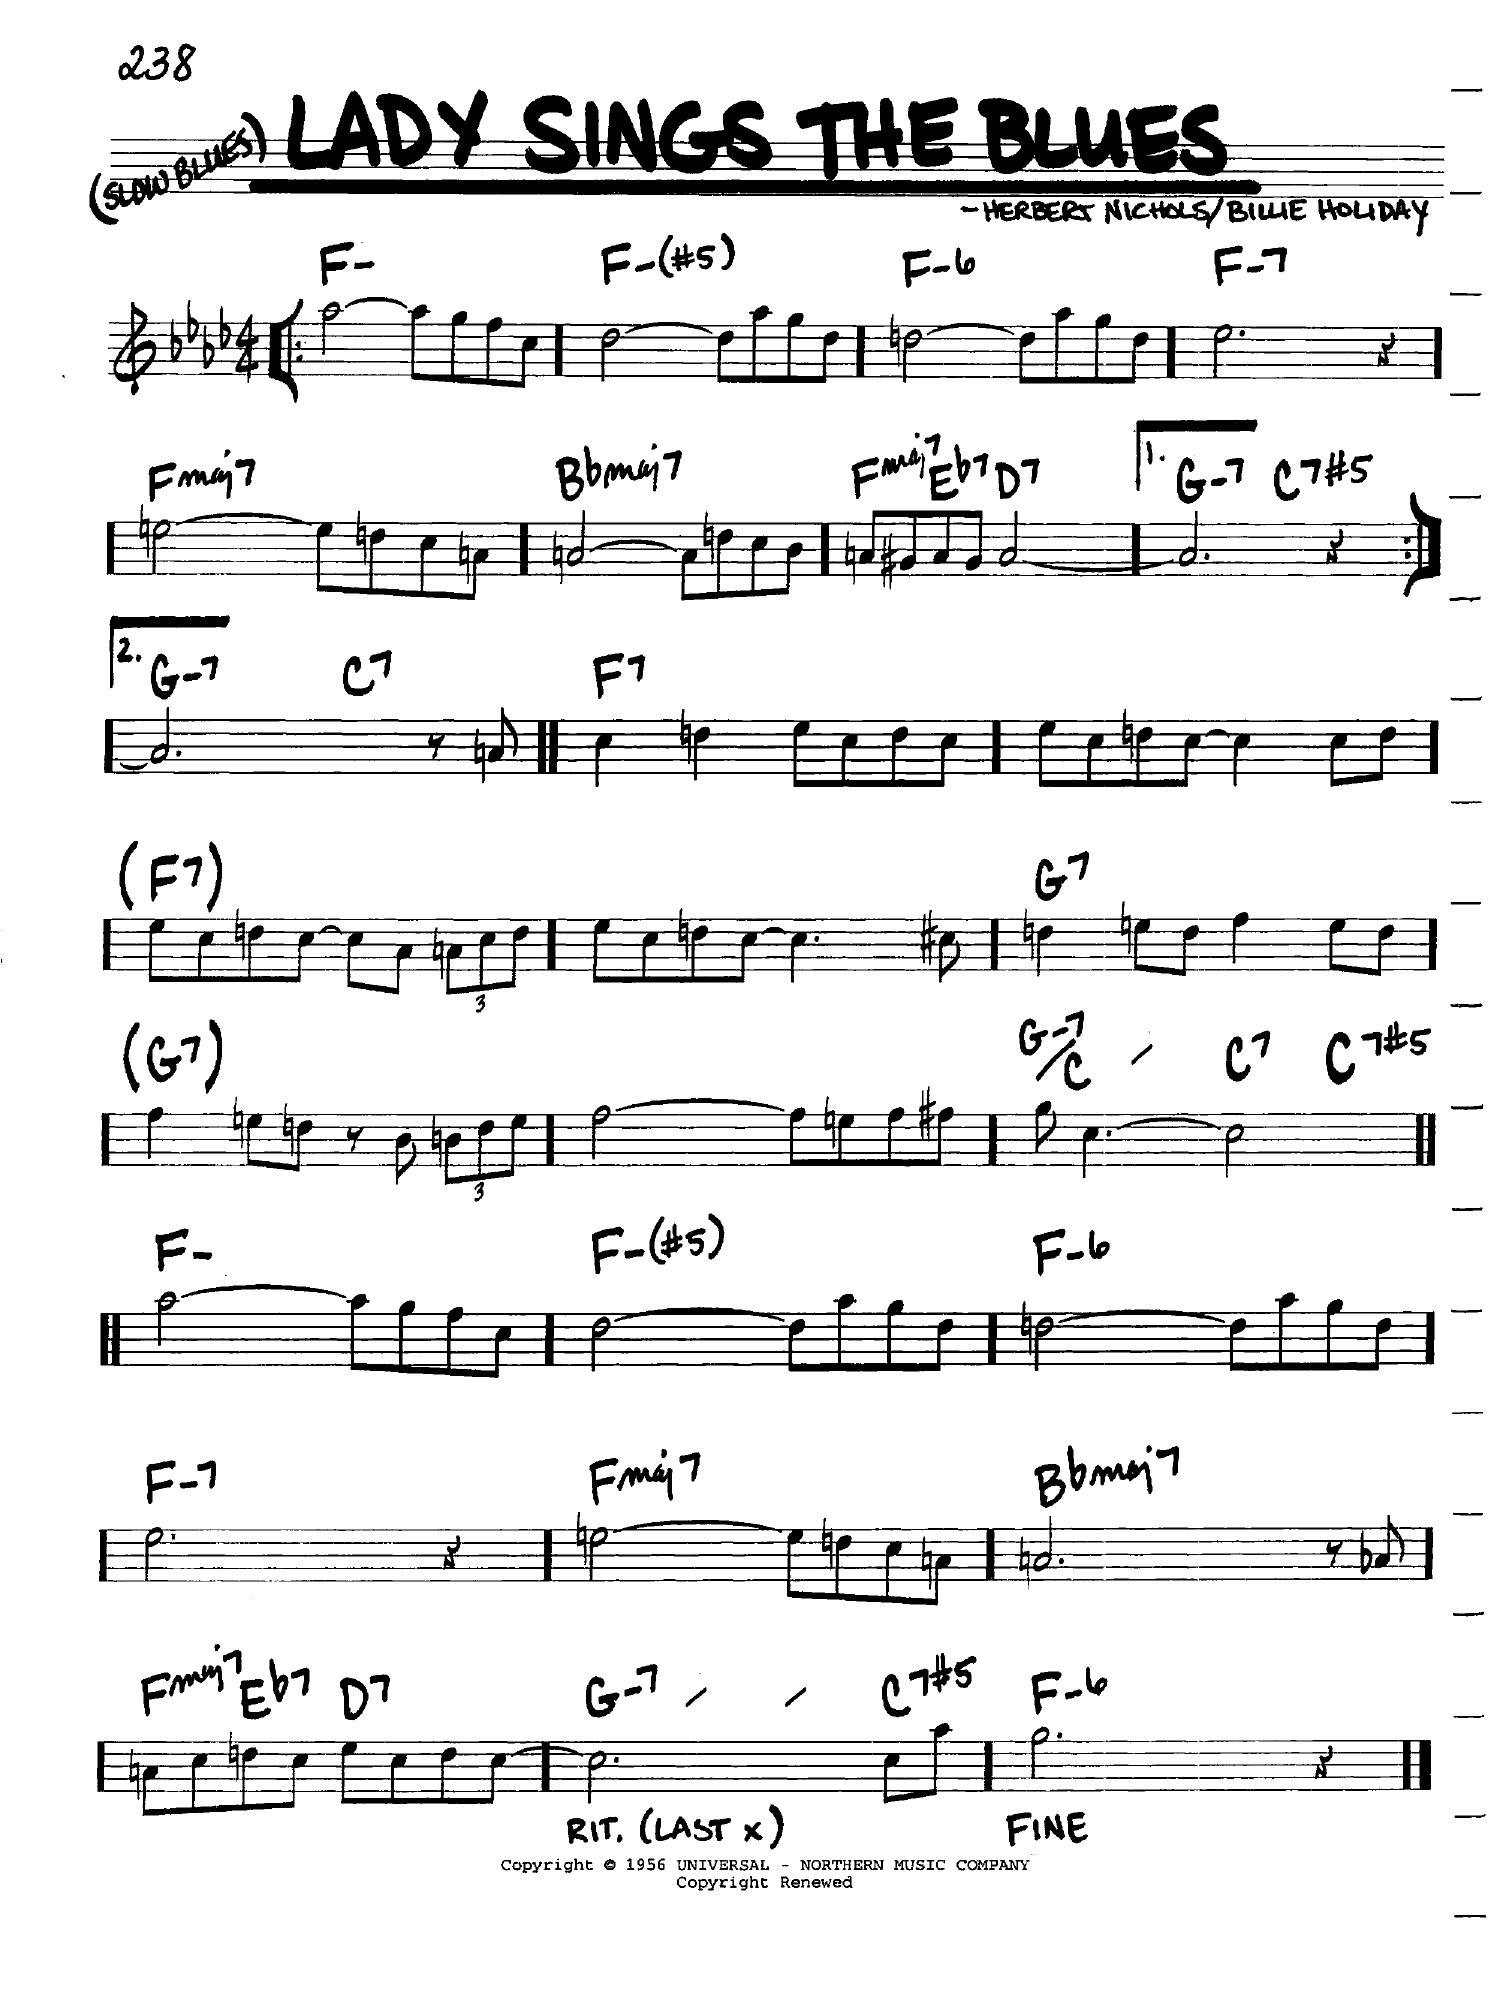 238
(SLOW BLUES) LADY SINGS THE BLUES
- HERBERT NICHOLS/BILLIE HOLIDAY
F- F-(#5) F-6 F-7
4/4
Fmaj7 Bbmaj7 Fmaj7 Eb7 D7 1. G-7 C7#5
2. G-7 C7 F7
(F7) G7
3
(G7) G-7/C / C7 C7#5
3
F- F-(#5) F-6
F-7 Fmaj7 Bbmaj7
Fmaj7 Eb7 D7 G-7 / / C7#5 F-6
RIT. (LAST X) FINE
Copyright © 1956 UNIVERSAL - NORTHERN MUSIC COMPANY
Copyright Renewed